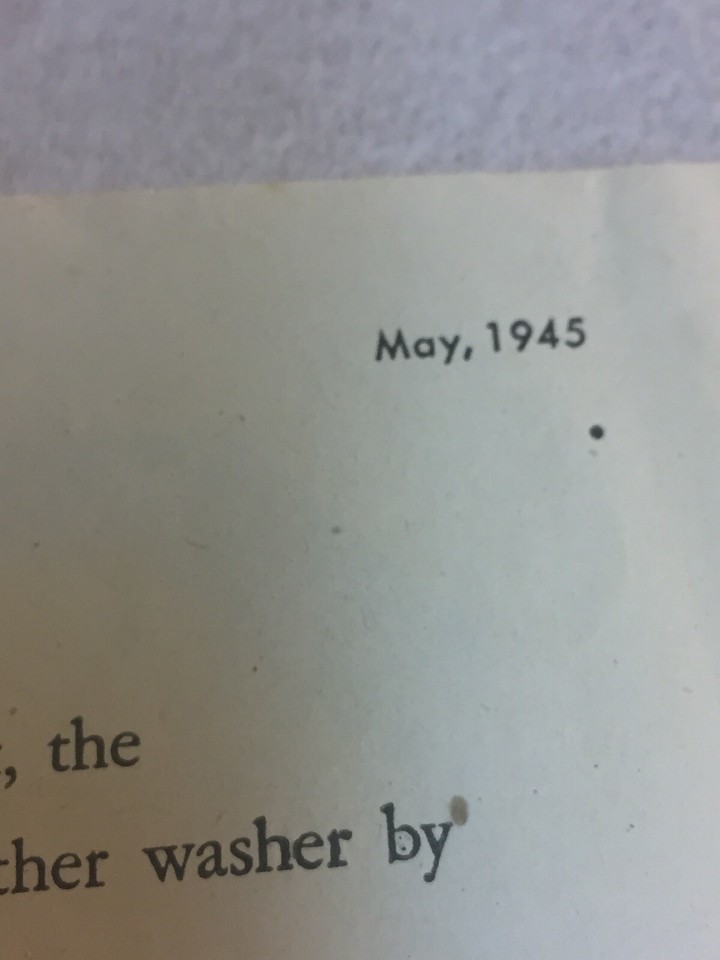 May, 1945
, the
ther washer by